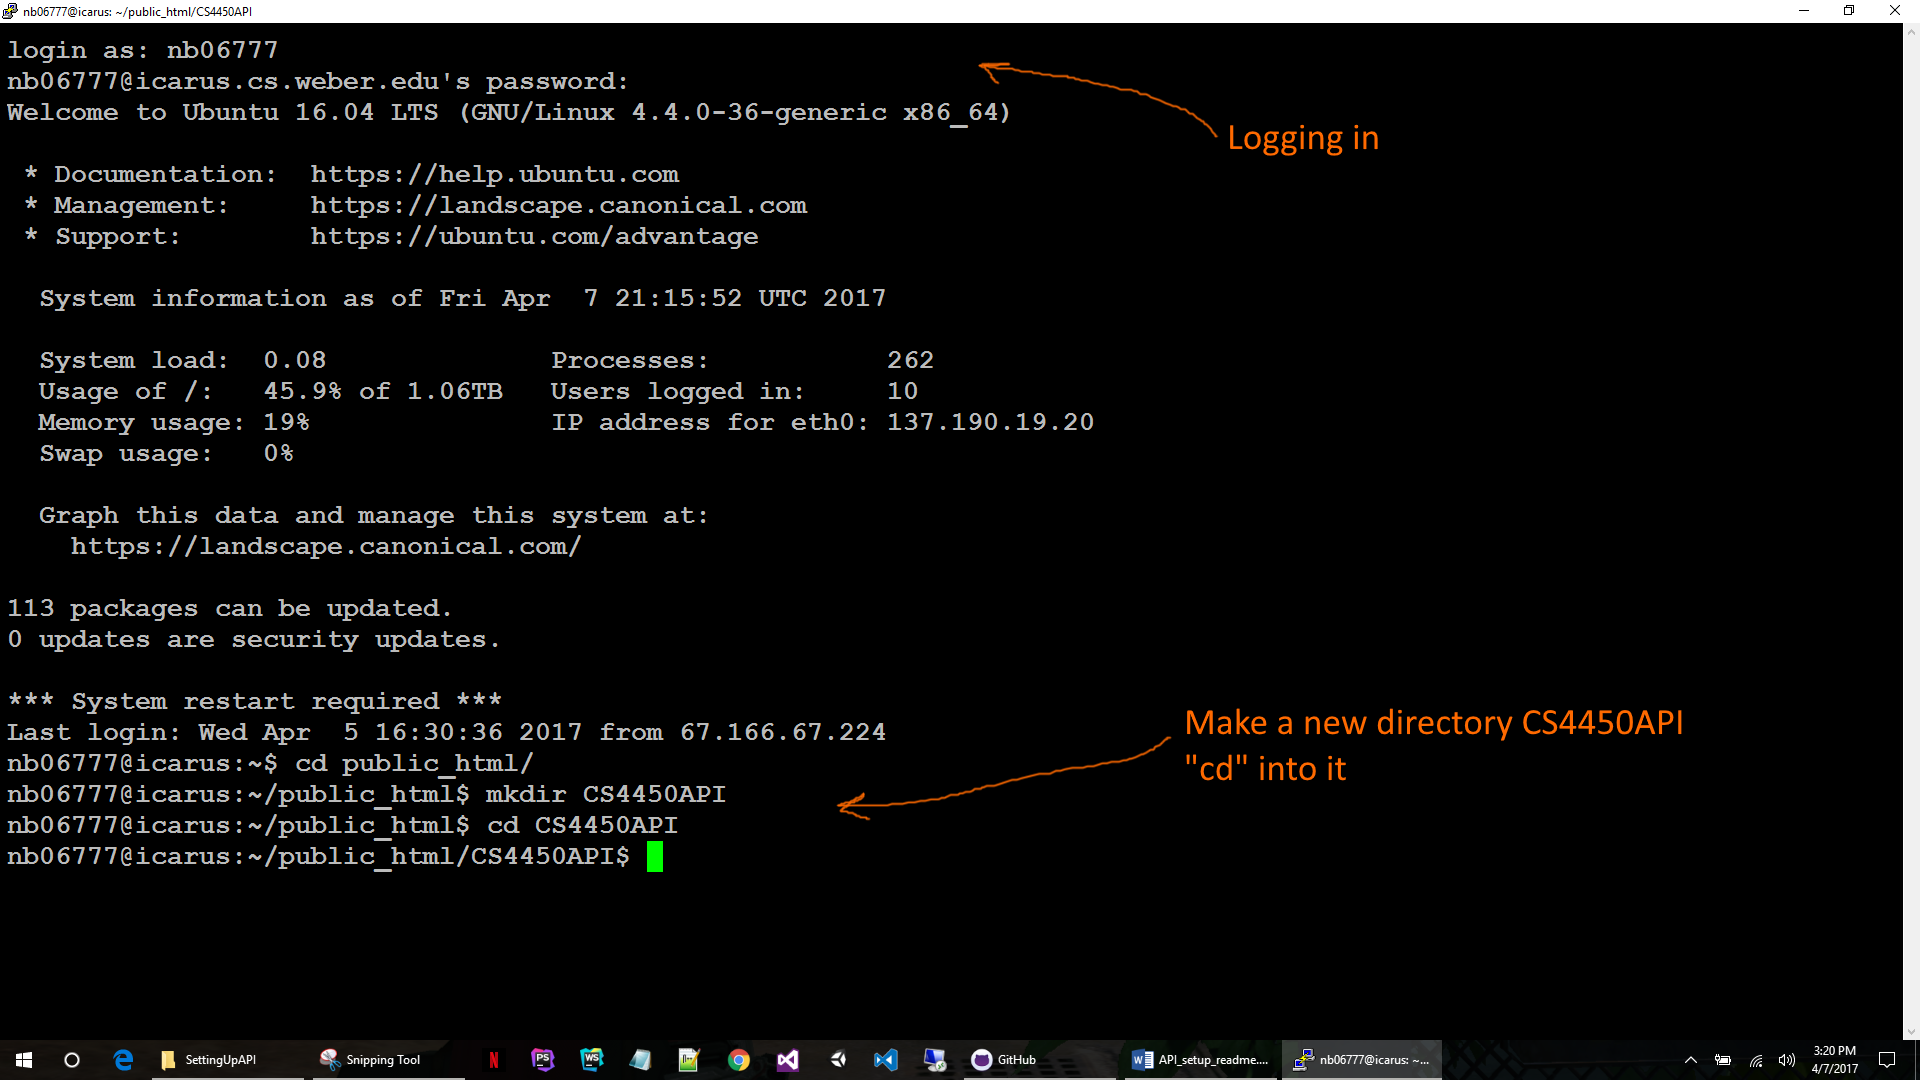 nb06777@icarus: ~/public_html/CS4450API
login as: nb06777
nb06777@icarus.cs.weber.edu's password:
Welcome to Ubuntu 16.04 LTS (GNU/Linux 4.4.0-36-generic x86_64)
Logging in
* Documentation:  https://help.ubuntu.com
* Management:     https://landscape.canonical.com
* Support:        https://ubuntu.com/advantage
System information as of Fri Apr  7 21:15:52 UTC 2017
System load:  0.08              Processes:           262
Usage of /:   45.9% of 1.06TB   Users logged in:     10
Memory usage: 19%               IP address for eth0: 137.190.19.20
Swap usage:   0%
Graph this data and manage this system at:
https://landscape.canonical.com/
113 packages can be updated.
0 updates are security updates.
*** System restart required ***
Last login: Wed Apr  5 16:30:36 2017 from 67.166.67.224
nb06777@icarus:~$ cd public_html/
nb06777@icarus:~/public_html$ mkdir CS4450API
nb06777@icarus:~/public_html$ cd CS4450API
nb06777@icarus:~/public_html/CS4450API$
Make a new directory CS4450API
"cd" into it
SettingUpAPI
Snipping Tool
N
PS
WS
GitHub
API_setup_readme....
nb06777@icarus: ~...
3:20 PM
4/7/2017